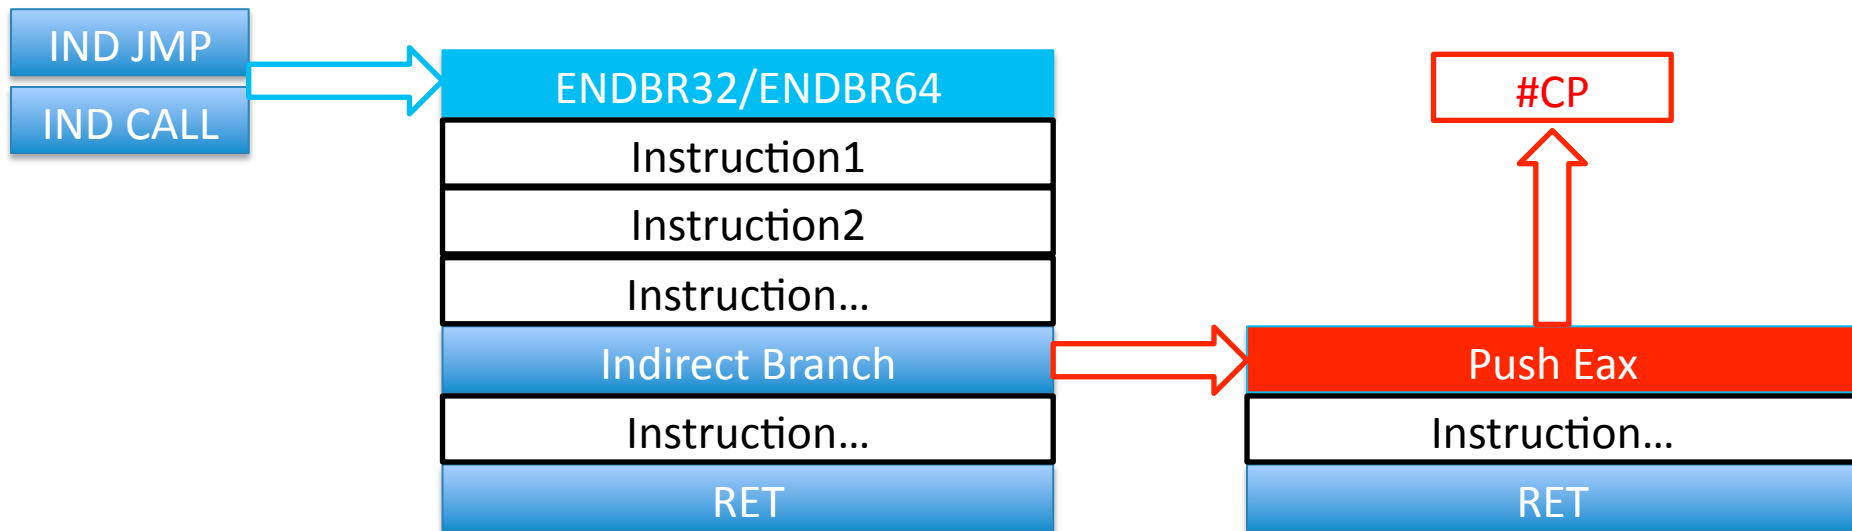 IND JMP
IND CALL
ENDBR32/ENDBR64
Instruction1
Instruction2
Instruction…
Indirect Branch
Instruction…
RET
#CP
Push Eax
Instruction…
RET